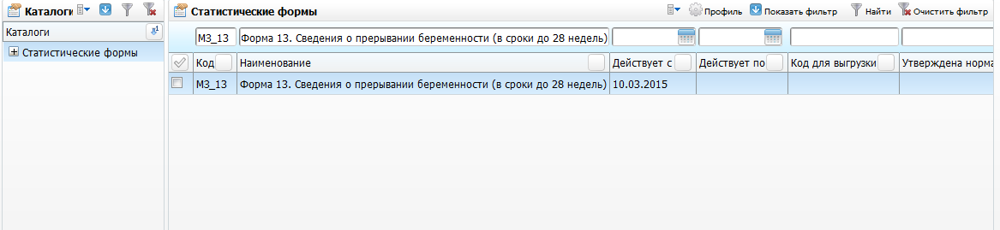 Каталоги
Статистические формы
Профиль
Показать фильтр
Найти
Очистить фильтр
Каталоги
Статистические формы
МЗ_13 Форма 13. Сведения о прерывании беременности (в сроки до 28 недель)
Код Наименование Действует с Действует по Код для выгрузки Утверждена норма
МЗ_13 Форма 13. Сведения о прерывании беременности (в сроки до 28 недель) 10.03.2015